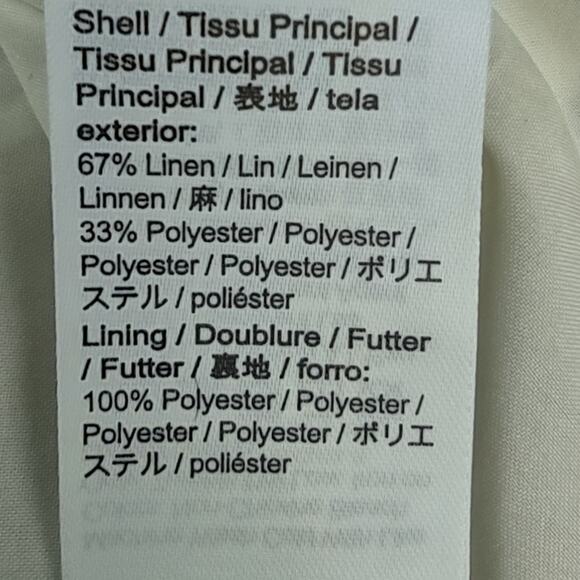 Shell / Tissu Principal /
Tissu Principal / Tissu
Principal / 表地 / tela
exterior:
67% Linen / Lin / Leinen /
Linnen / 麻 / lino
33% Polyester / Polyester /
Polyester / Polyester / ポリエ
ステル / poliéster
Lining / Doublure / Futter
/ Futter / 裏地 / forro:
100% Polyester / Polyester /
Polyester / Polyester / ポリエ
ステル / poliéster